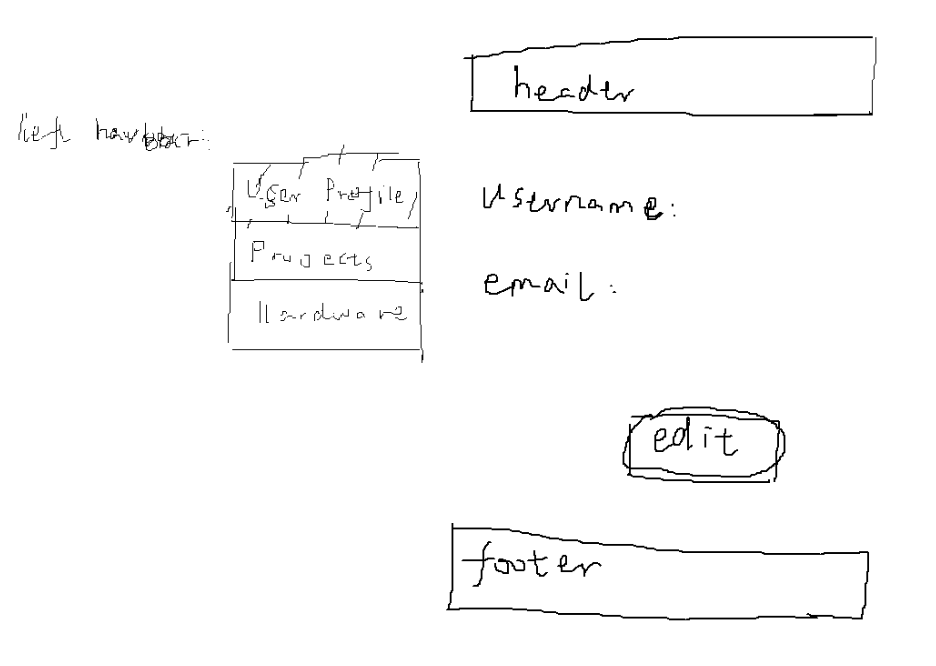 header
left navbar:
User Profile
Projects
Hardware
username:
email:
edit
footer